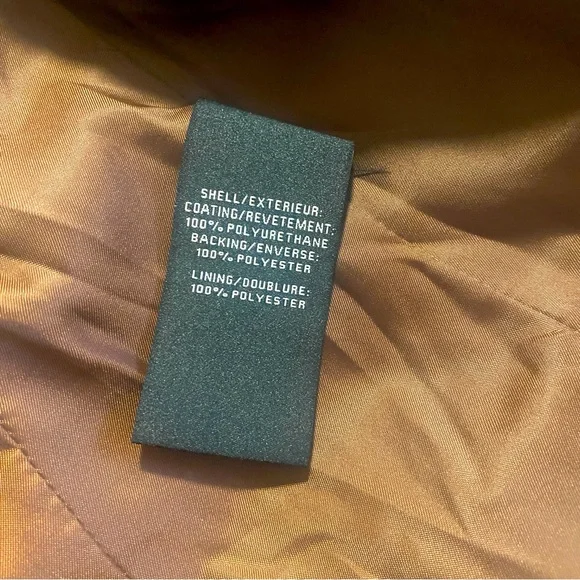 SHELL/EXTERIEUR:
COATING/REVETEMENT:
100% POLYURETHANE
BACKING/ENVERSE:
100% POLYESTER
LINING/DOUBLURE:
100% POLYESTER